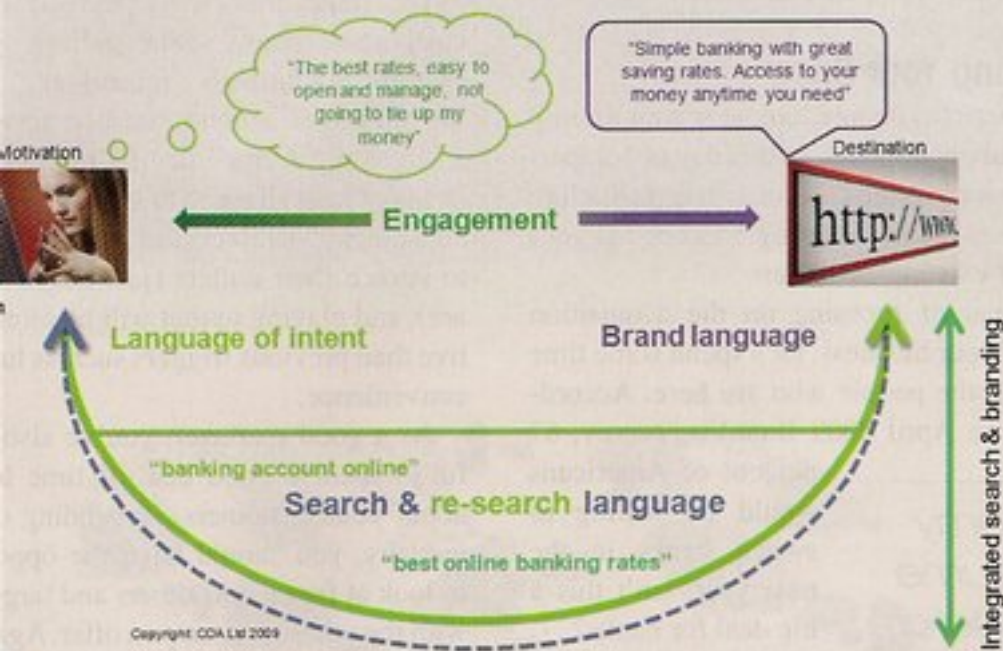 "The best rates, easy to
open and manage, not
going to tie up my
money"
"Simple banking with great
saving rates. Access to your
money anytime you need"
Motivation
Destination
http://www.
Engagement
Language of intent
Brand language
"banking account online"
Search & re-search language
"best online banking rates"
Copyright: COA Ltd 2009
Integrated search & branding